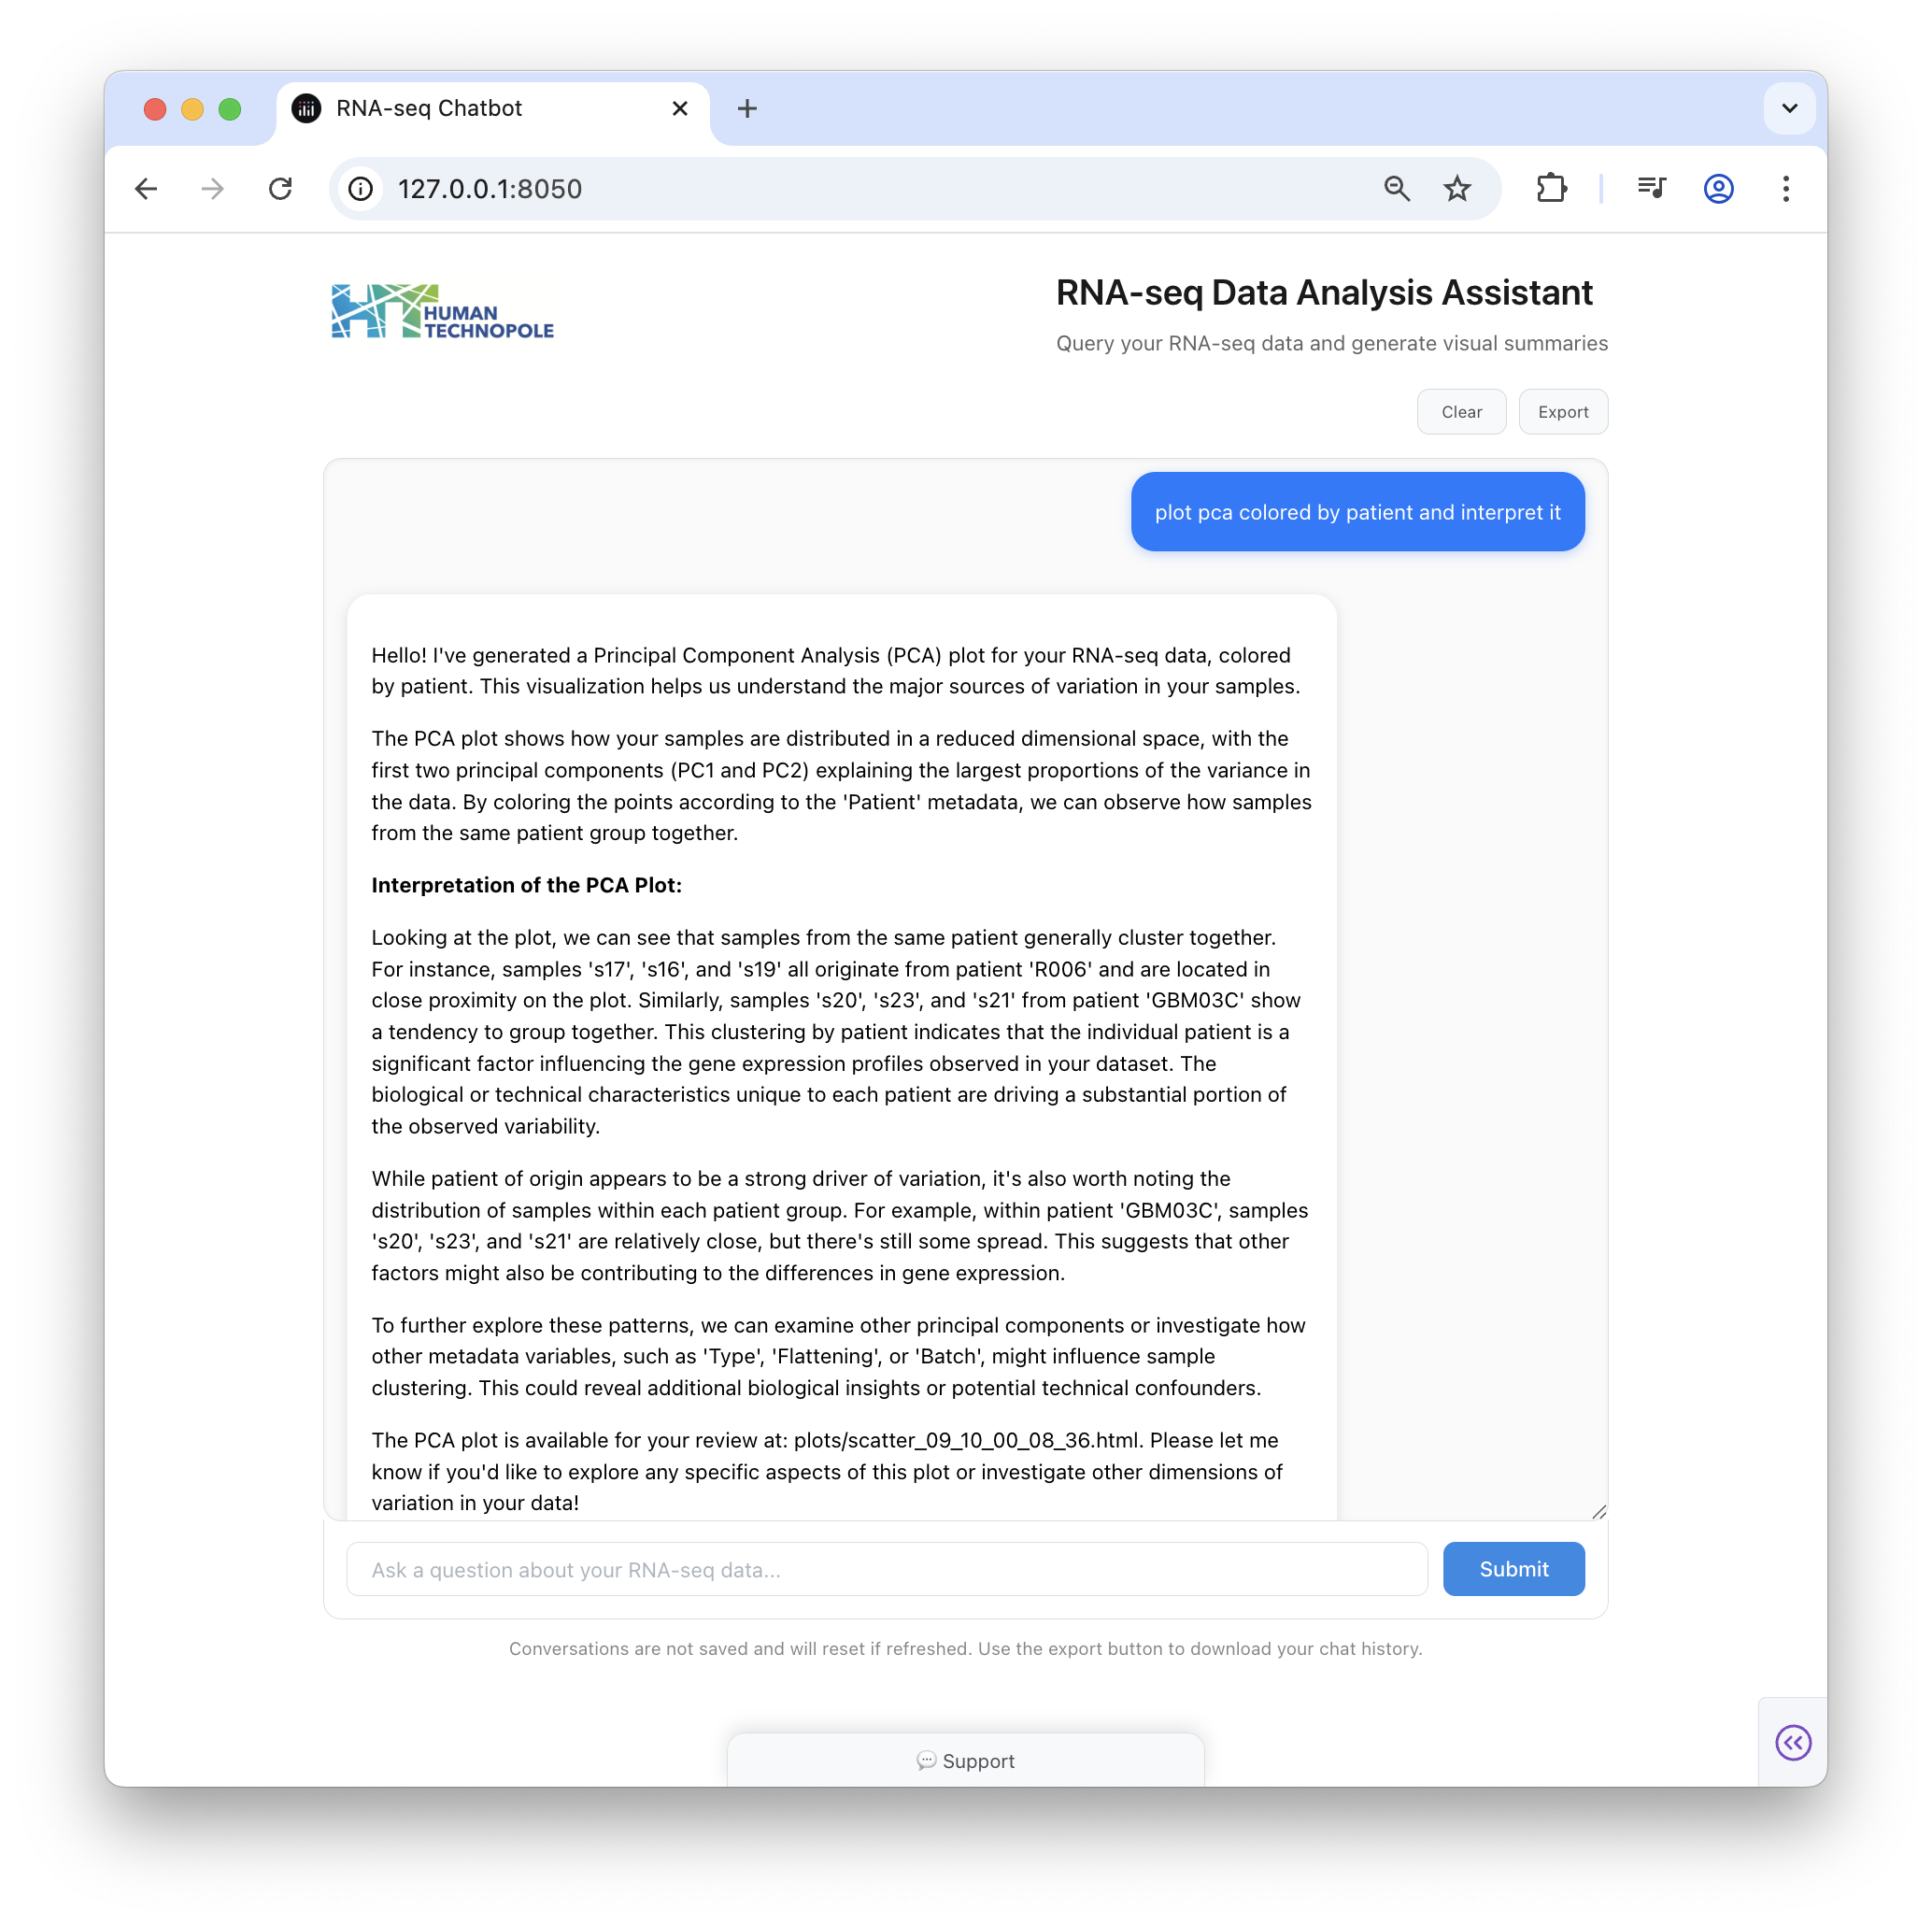 RNA-seq Chatbot
127.0.0.1:8050
HUMAN
TECHNOPOLE
RNA-seq Data Analysis Assistant
Query your RNA-seq data and generate visual summaries
Clear
Export
plot pca colored by patient and interpret it
Hello! I've generated a Principal Component Analysis (PCA) plot for your RNA-seq data, colored
by patient. This visualization helps us understand the major sources of variation in your samples.
The PCA plot shows how your samples are distributed in a reduced dimensional space, with the
first two principal components (PC1 and PC2) explaining the largest proportions of the variance in
the data. By coloring the points according to the 'Patient' metadata, we can observe how samples
from the same patient group together.
Interpretation of the PCA Plot:
Looking at the plot, we can see that samples from the same patient generally cluster together.
For instance, samples 's17', 's16', and 's19' all originate from patient 'R006' and are located in
close proximity on the plot. Similarly, samples 's20', 's23', and 's21' from patient 'GBM03C' show
a tendency to group together. This clustering by patient indicates that the individual patient is a
significant factor influencing the gene expression profiles observed in your dataset. The
biological or technical characteristics unique to each patient are driving a substantial portion of
the observed variability.
While patient of origin appears to be a strong driver of variation, it's also worth noting the
distribution of samples within each patient group. For example, within patient 'GBM03C', samples
's20', 's23', and 's21' are relatively close, but there's still some spread. This suggests that other
factors might also be contributing to the differences in gene expression.
To further explore these patterns, we can examine other principal components or investigate how
other metadata variables, such as 'Type', 'Flattening', or 'Batch', might influence sample
clustering. This could reveal additional biological insights or potential technical confounders.
The PCA plot is available for your review at: plots/scatter_09_10_00_08_36.html. Please let me
know if you'd like to explore any specific aspects of this plot or investigate other dimensions of
variation in your data!
Ask a question about your RNA-seq data...
Submit
Conversations are not saved and will reset if refreshed. Use the export button to download your chat history.
Support